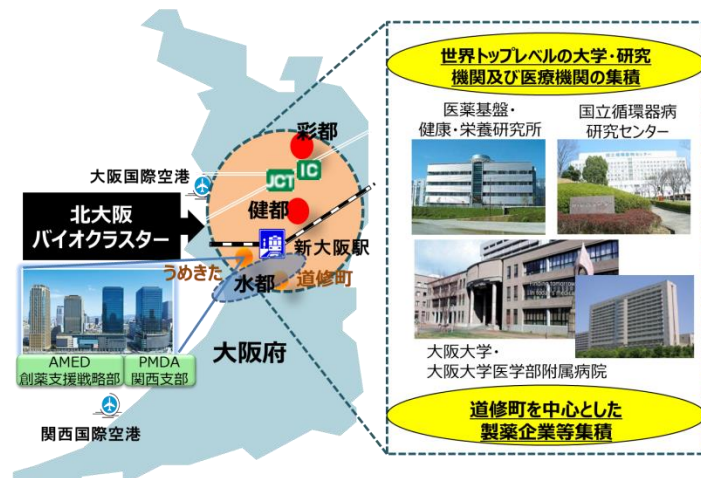 彩都
IC
JCT
大阪国際空港
健都
北大阪
バイオクラスター
新大阪駅
うめきた
水都
道修町
AMED
創薬支援戦略部
PMDA
関西支部
大阪府
関西国際空港
世界トップレベルの大学・研究
機関及び医療機関の集積
医薬基盤・
健康・栄養研究所
国立循環器病
研究センター
大阪大学・
大阪大学医学部附属病院
道修町を中心とした
製薬企業等集積